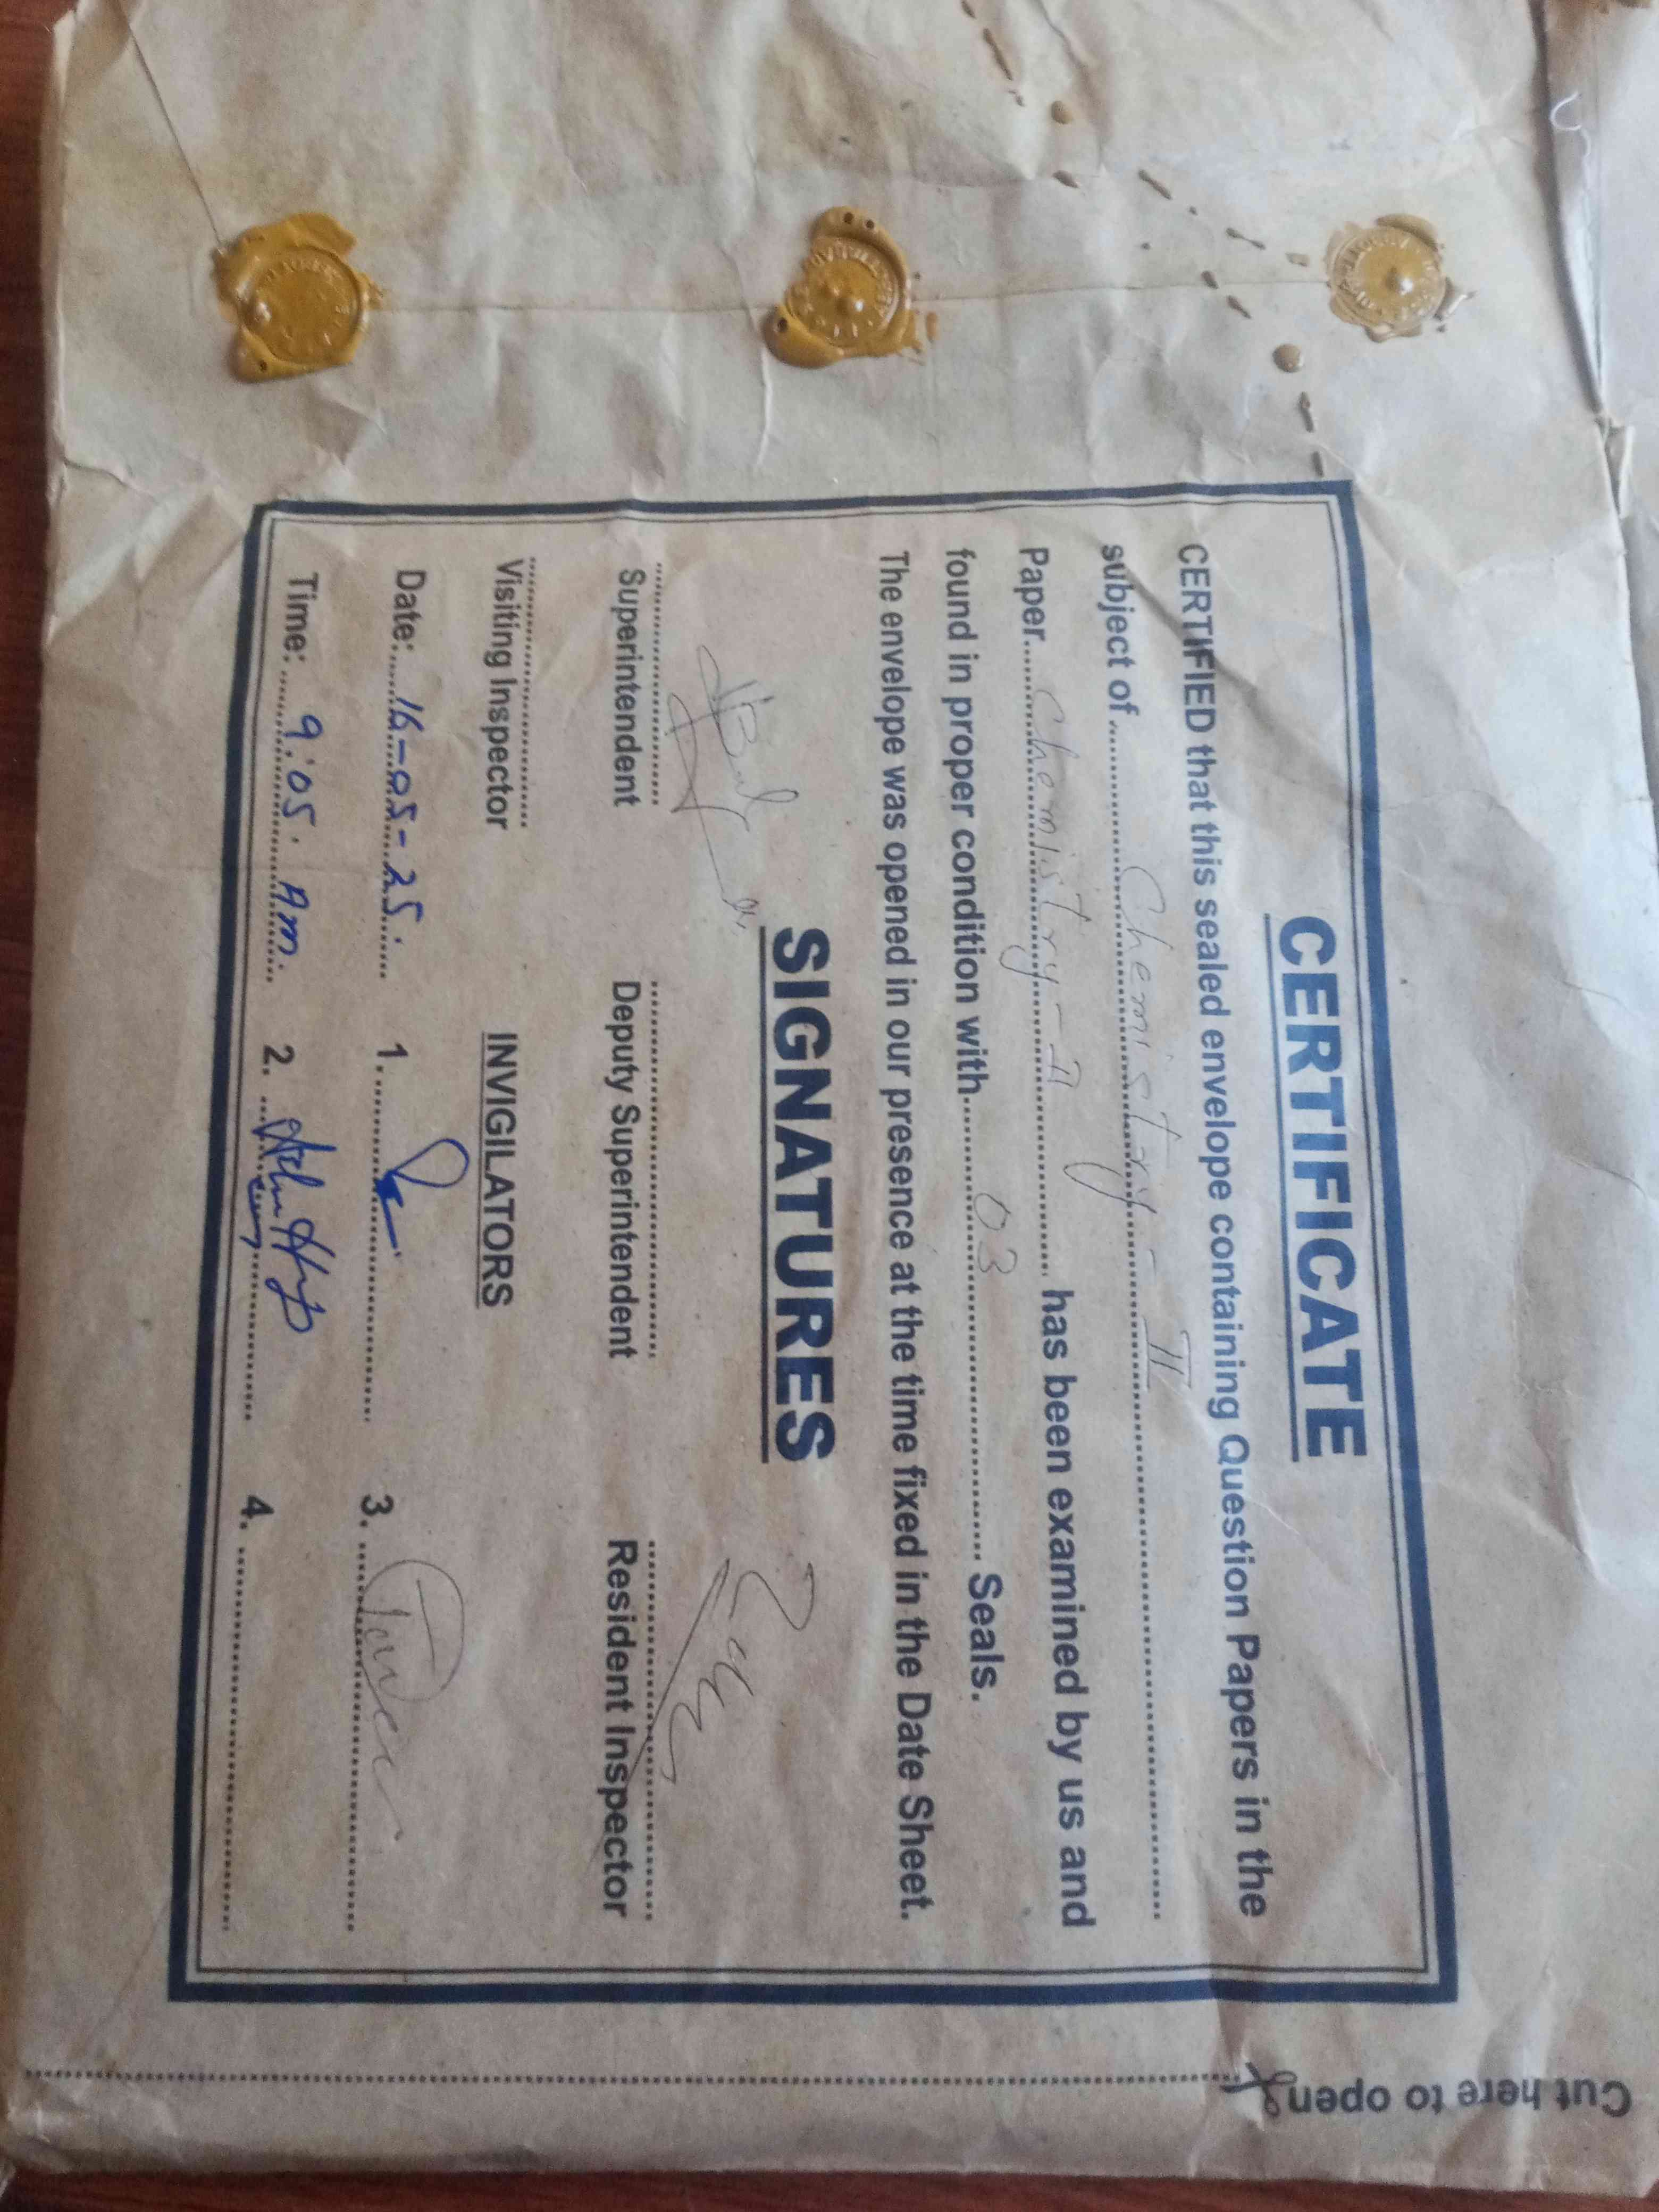 CERTIFICATE
CERTIFIED that this sealed envelope containing Question Papers in the
subject of........Chemistry - II........
Paper....Chemistry - II........ has been examined by us and
found in proper condition with........03........ Seals.
The envelope was opened in our presence at the time fixed in the Date Sheet.
SIGNATURES
Superintendent Deputy Superintendent Resident Inspector
Visiting Inspector INVIGILATORS
Date: 16-05-25. 1. 3.
Time: 9:05. Am. 2. 4.
Cut here to open